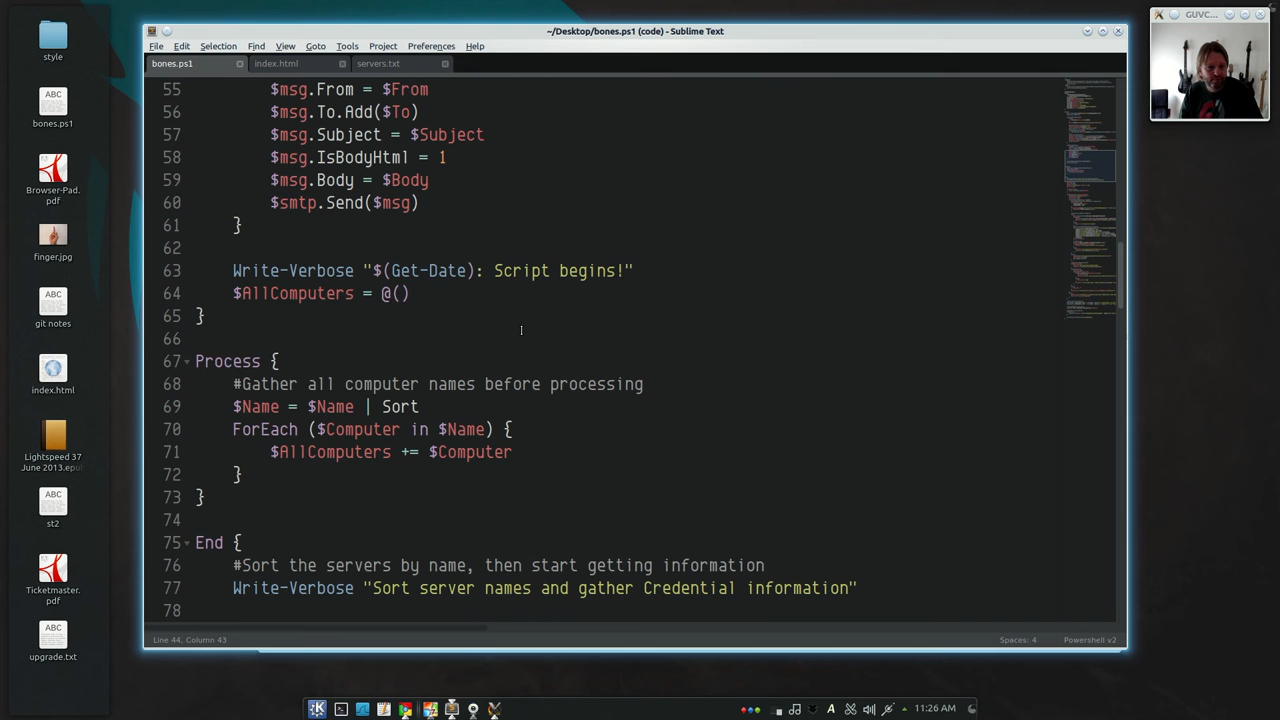 ~/Desktop/bones.ps1 (code) - Sublime Text
GUVC...
File Edit Selection Find View Goto Tools Project Preferences Help
bones.ps1 index.html servers.txt
55 $msg.From = $From
56 $msg.To.Add($To)
57 $msg.Subject = $Subject
58 $msg.IsBodyHtml = 1
59 $msg.Body = $Body
60 $smtp.Send($msg)
61 }
62
63 Write-Verbose "$(Get-Date): Script begins!"
64 $AllComputers = @()
65 }
66
67 Process {
68 #Gather all computer names before processing
69 $Name = $Name | Sort
70 ForEach ($Computer in $Name) {
71 $AllComputers += $Computer
72 }
73 }
74
75 End {
76 #Sort the servers by name, then start getting information
77 Write-Verbose "Sort server names and gather Credential information"
78
Line 44, Column 43
Spaces: 4
Powershell v2
style
ABC
bones.ps1
Browser-Pad.
pdf
finger.jpg
ABC
git notes
index.html
Lightspeed 37
June 2013.epub
ABC
st2
Ticketmaster.
pdf
ABC
upgrade.txt
A
11:26 AM